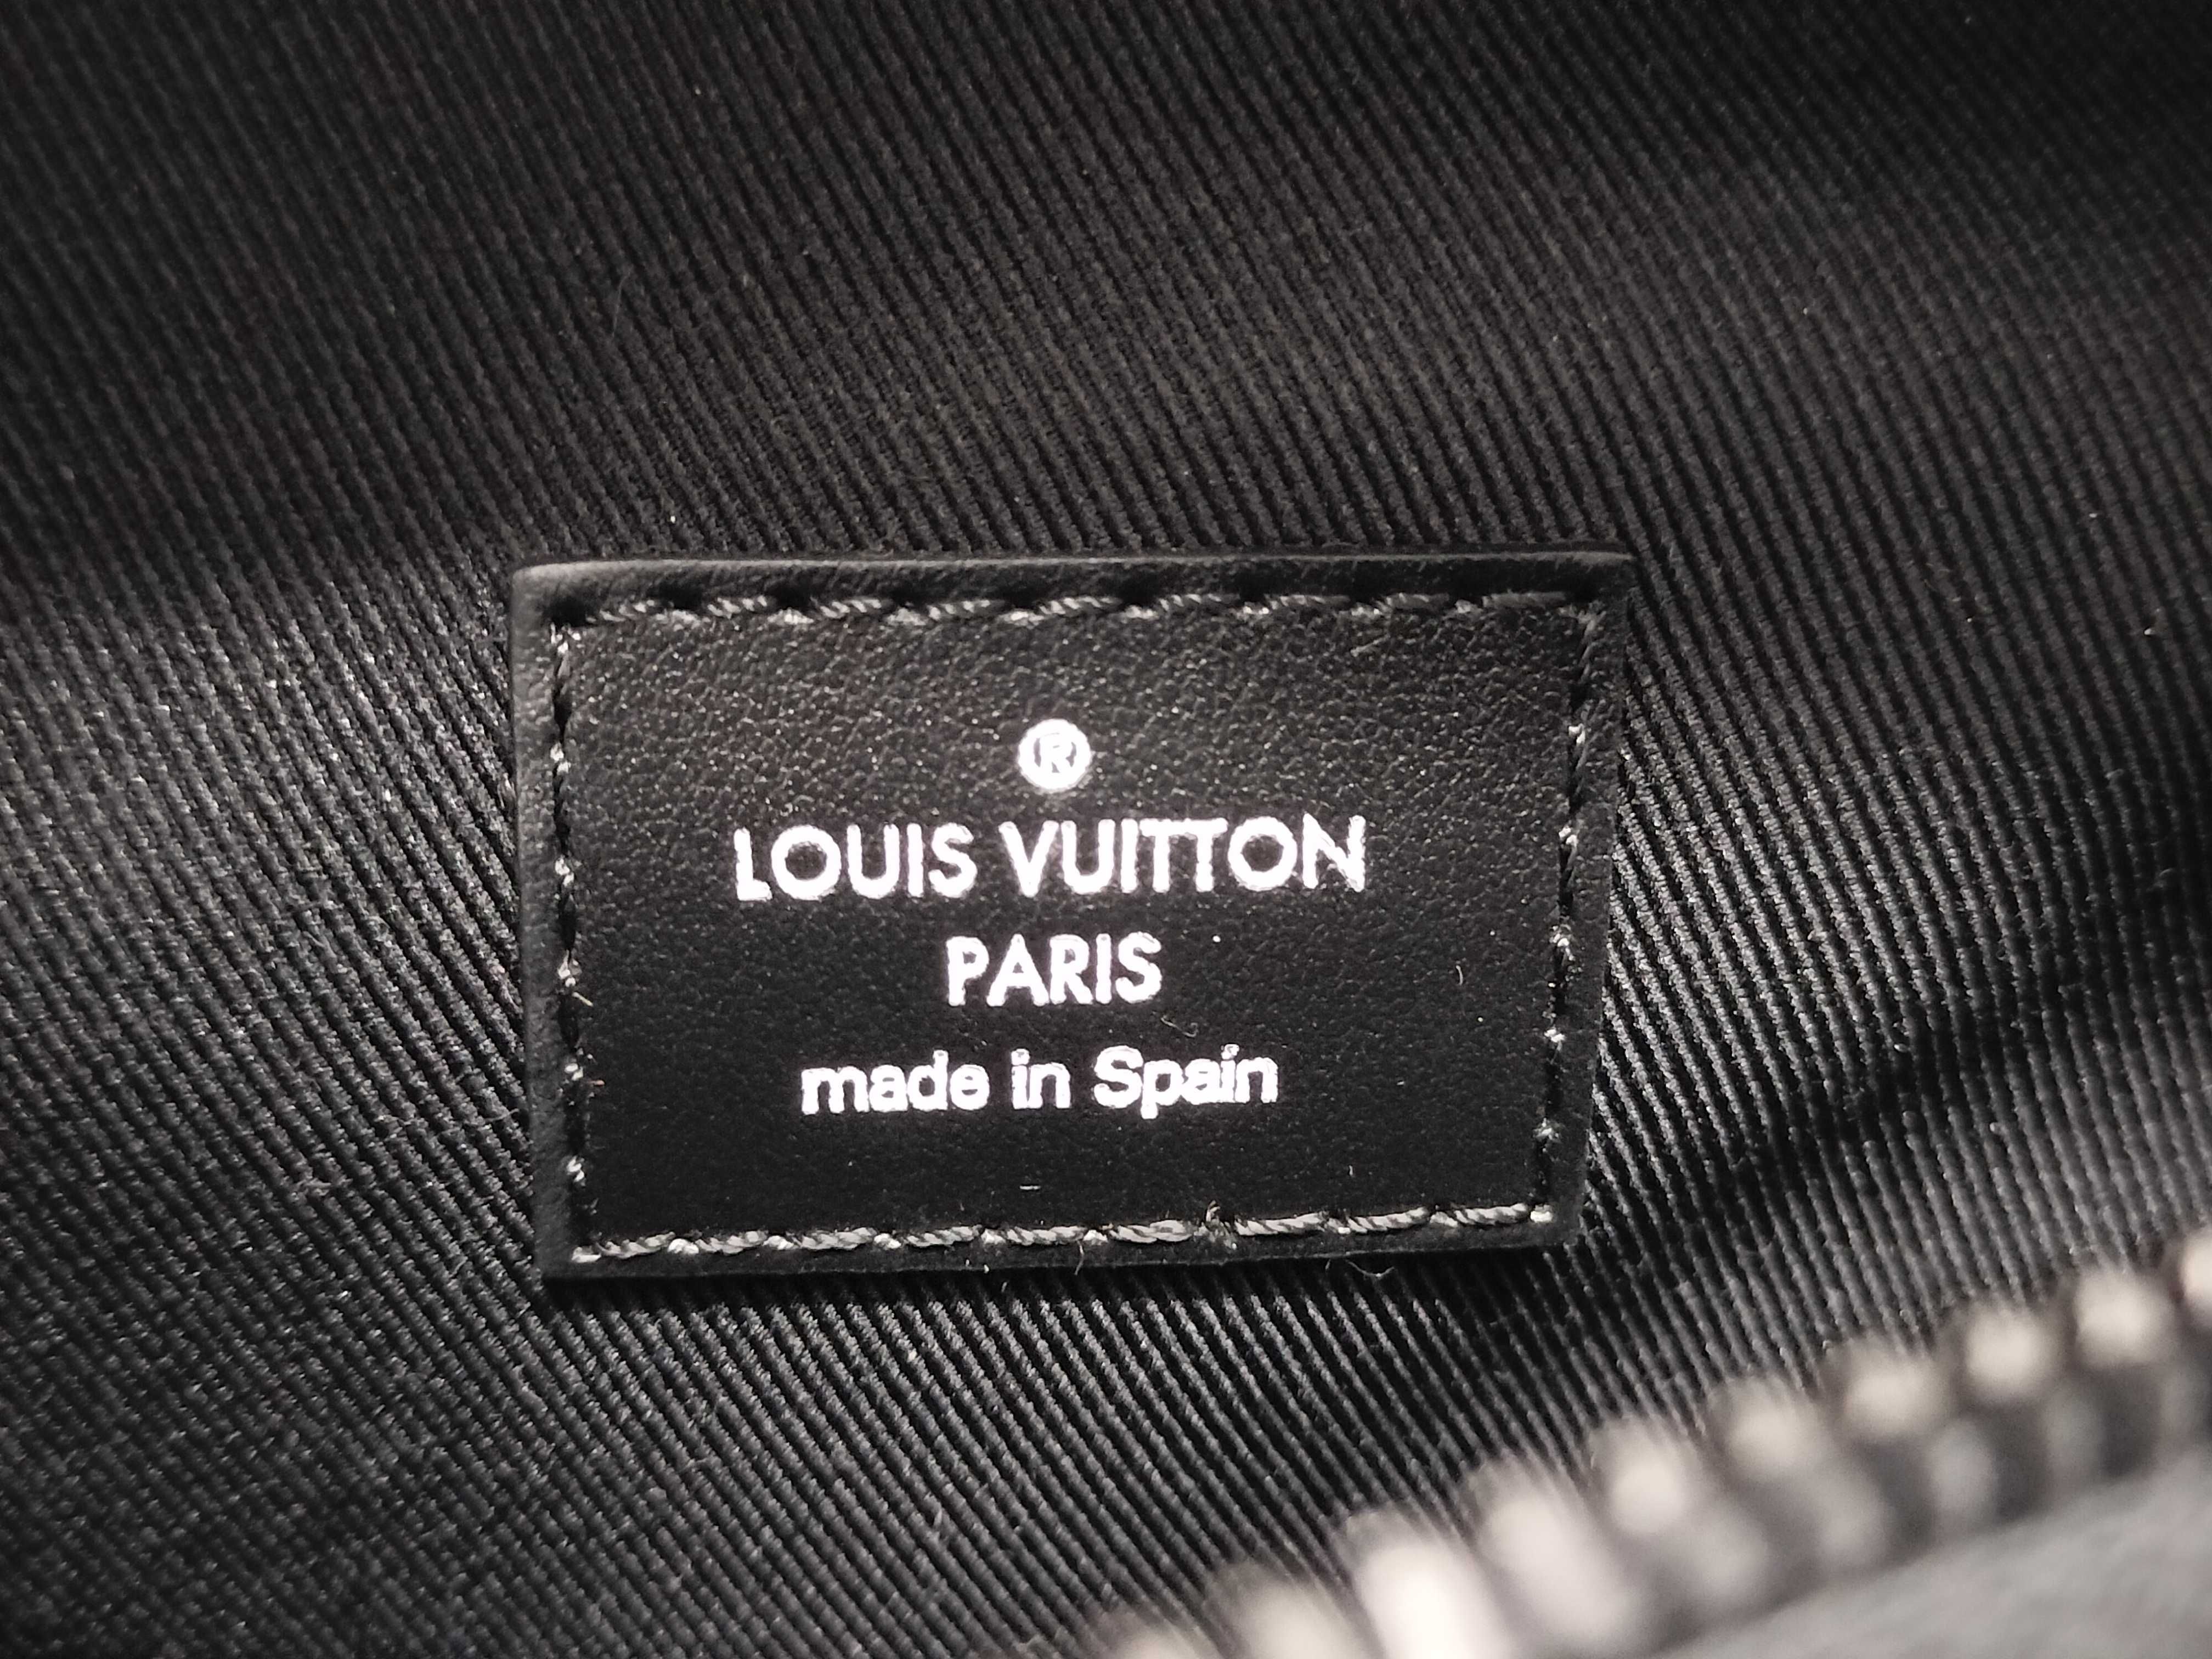 ®
LOUIS VUITTON
PARIS
made in Spain